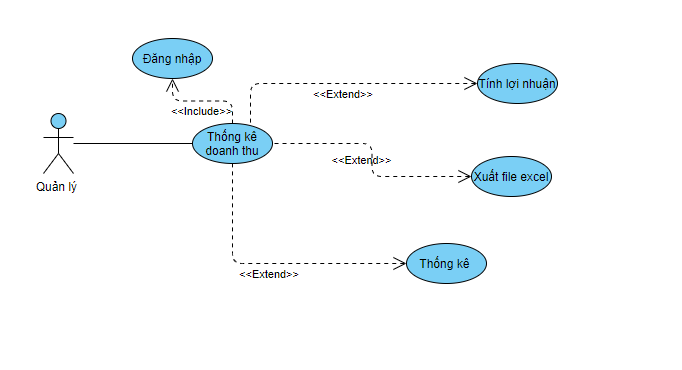 Đăng nhập
Tính lợi nhuận
<<Extend>>
<<Include>>
Thống kê
doanh thu
<<Extend>>
Xuất file excel
Quản lý
Thống kê
<<Extend>>